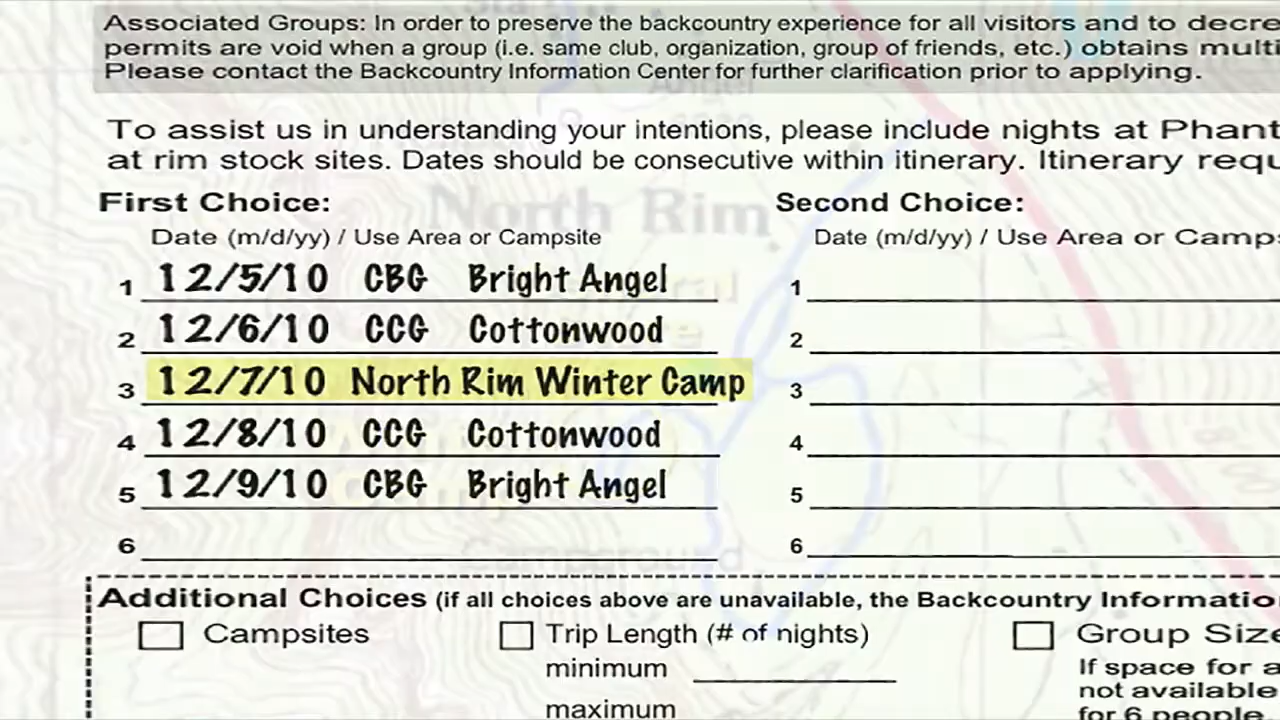 Associated Groups: In order to preserve the backcountry experience for all visitors and to decre
permits are void when a group (i.e. same club, organization, group of friends, etc.) obtains multi
Please contact the Backcountry Information Center for further clarification prior to applying.
To assist us in understanding your intentions, please include nights at Phant
at rim stock sites. Dates should be consecutive within itinerary. Itinerary requ
North Rim
First Choice:
Date (m/d/yy) / Use Area or Campsite
1 12/5/10 CBG Bright Angel
2 12/6/10 CCG Cottonwood
3 12/7/10 North Rim Winter Camp
4 12/8/10 CCG Cottonwood
5 12/9/10 CBG Bright Angel
6
Second Choice:
Date (m/d/yy) / Use Area or Camps
1
2
3
4
5
6
Campground
Additional Choices (if all choices above are unavailable, the Backcountry Informatio
Campsites
Trip Length (# of nights)
minimum
maximum
Group Size
If space for a
not available
for 6 people